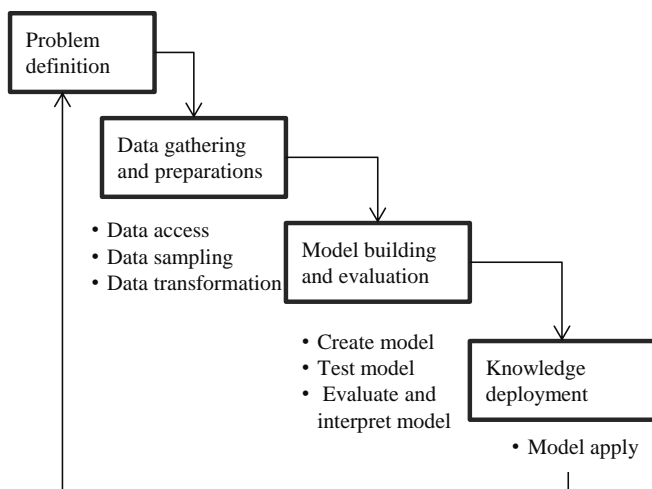 Problem
definition
Data gathering
and preparations
• Data access
• Data sampling
• Data transformation
Model building
and evaluation
• Create model
• Test model
• Evaluate and
interpret model
Knowledge
deployment
• Model apply